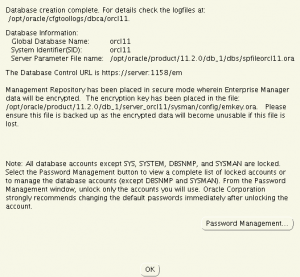 Database creation complete. For details check the logfiles at:
/opt/oracle/cfgtoollogs/dbca/orcl11.
Database Information:
Global Database Name: orcl11
System Identifier(SID): orcl11
Server Parameter File name: /opt/oracle/product/11.2.0/db_1/dbs/spfileorcl11.ora
The Database Control URL is https://server:1158/em
Management Repository has been placed in secure mode wherein Enterprise Manager
data will be encrypted. The encryption key has been placed in the file:
/opt/oracle/product/11.2.0/db_1/server_orcl11/sysman/config/emkey.ora. Please
ensure this file is backed up as the encrypted data will become unusable if this file is
lost.
Note: All database accounts except SYS, SYSTEM, DBSNMP, and SYSMAN are locked.
Select the Password Management button to view a complete list of locked accounts or
to manage the database accounts (except DBSNMP and SYSMAN). From the Password
Management window, unlock only the accounts you will use. Oracle Corporation
strongly recommends changing the default passwords immediately after unlocking the
account.
Password Management...
OK